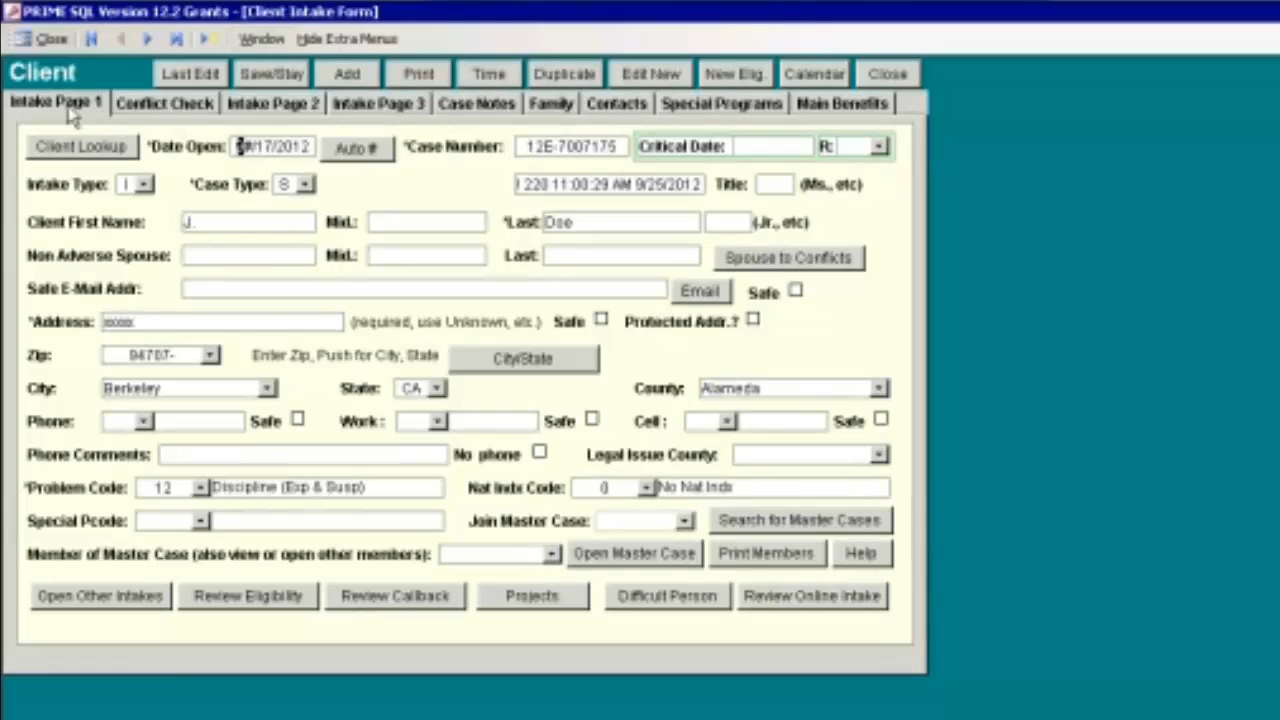 PRIME SQL Version 12.2 Grants - [Client Intake Form]
Close Window Hide Extra Menus
Client Last Edit Save/Stay Add Print Time Duplicate Edit New New Elig. Calendar Close
Intake Page 1 Conflict Check Intake Page 2 Intake Page 3 Case Notes Family Contacts Special Programs Main Benefits
Client Lookup *Date Open: /17/2012 Auto # *Case Number: 12E-7007175 Critical Date: R:
Intake Type: I *Case Type: S 220 11:00:29 AM 9/25/2012 Title: (Ms., etc)
Client First Name: J. Mid.: *Last: Doe (Jr., etc)
Non Adverse Spouse: Mid.: Last: Spouse to Conflicts
Safe E-Mail Addr: Email Safe
*Address: xxxxx (required, use Unknown, etc.) Safe Protected Addr.?
Zip: 94707- Enter Zip, Push for City, State City/State
City: Berkeley State: CA County: Alameda
Phone: Safe Work: Safe Cell: Safe
Phone Comments: No phone Legal Issue County:
*Problem Code: 12 Discipline (Exp & Susp) Nat Indx Code: 0 No Nat Indx
Special Pcode: Join Master Case: Search for Master Cases
Member of Master Case (also view or open other members): Open Master Case Print Members Help
Open Other Intakes Review Eligibility Review Callback Projects Difficult Person Review Online Intake